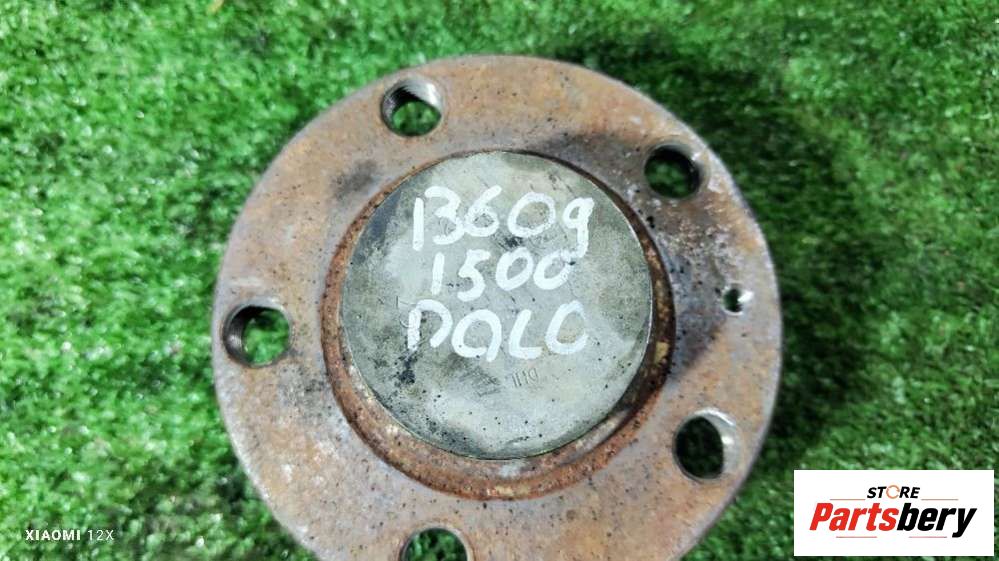 13609
1500
POLO
XIAOMI 12X
STORE
Partsbery